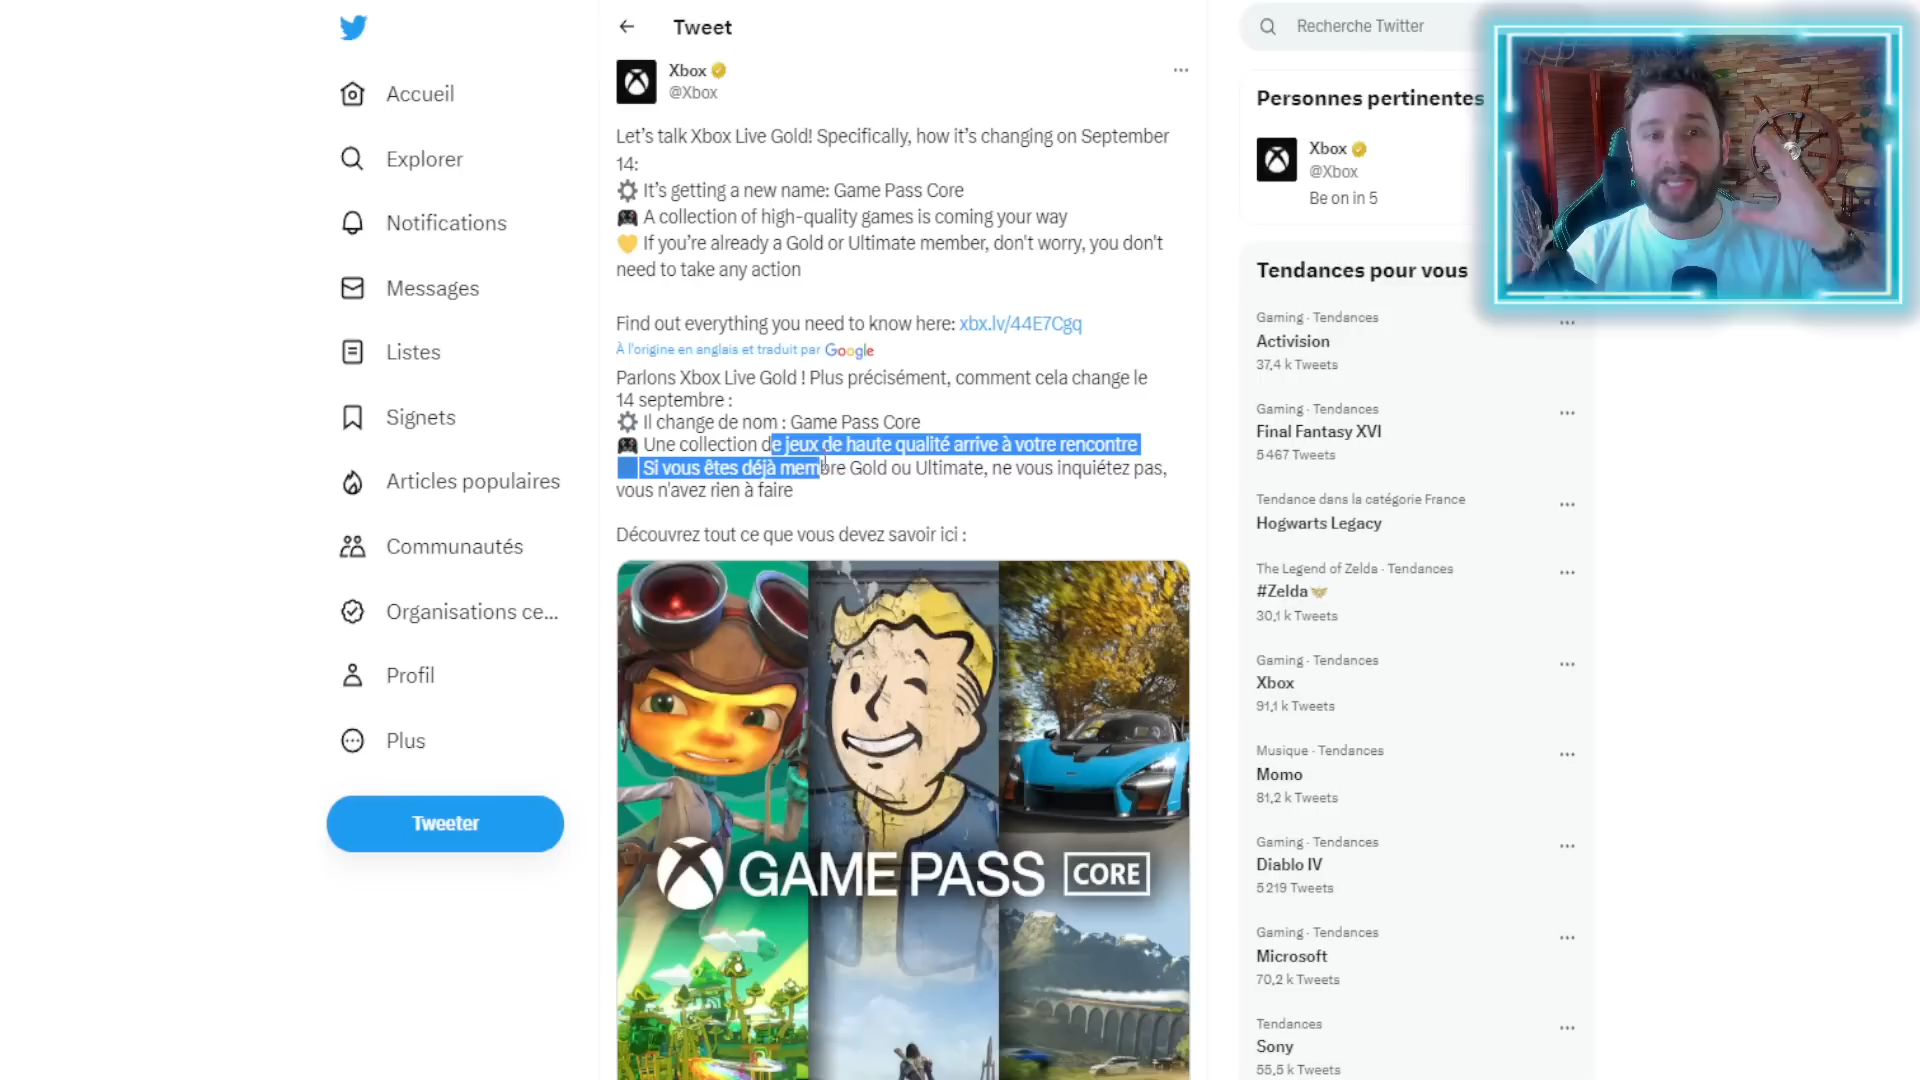 Accueil
Explorer
Notifications
Messages
Listes
Signets
Articles populaires
Communautés
Organisations ce...
Profil
Plus
Tweeter
Tweet
Xbox
@Xbox
Let's talk Xbox Live Gold! Specifically, how it's changing on September
14:
It's getting a new name: Game Pass Core
A collection of high-quality games is coming your way
If you're already a Gold or Ultimate member, don't worry, you don't
need to take any action
Find out everything you need to know here: xbx.lv/44E7Cgq
À l'origine en anglais et traduit par Google
Parlons Xbox Live Gold ! Plus précisément, comment cela change le
14 septembre :
Il change de nom : Game Pass Core
Une collection de jeux de haute qualité arrive à votre rencontre
Si vous êtes déjà membre Gold ou Ultimate, ne vous inquiétez pas,
vous n'avez rien à faire
Découvrez tout ce que vous devez savoir ici :
GAME PASS CORE
Recherche Twitter
Personnes pertinentes
Xbox
@Xbox
Be on in 5
Tendances pour vous
Gaming · Tendances
Activision
37,4 k Tweets
Gaming · Tendances
Final Fantasy XVI
5 467 Tweets
Tendance dans la catégorie France
Hogwarts Legacy
The Legend of Zelda · Tendances
#Zelda
30,1 k Tweets
Gaming · Tendances
Xbox
91,1 k Tweets
Musique · Tendances
Momo
81,2 k Tweets
Gaming · Tendances
Diablo IV
5 219 Tweets
Gaming · Tendances
Microsoft
70,2 k Tweets
Tendances
Sony
55,5 k Tweets